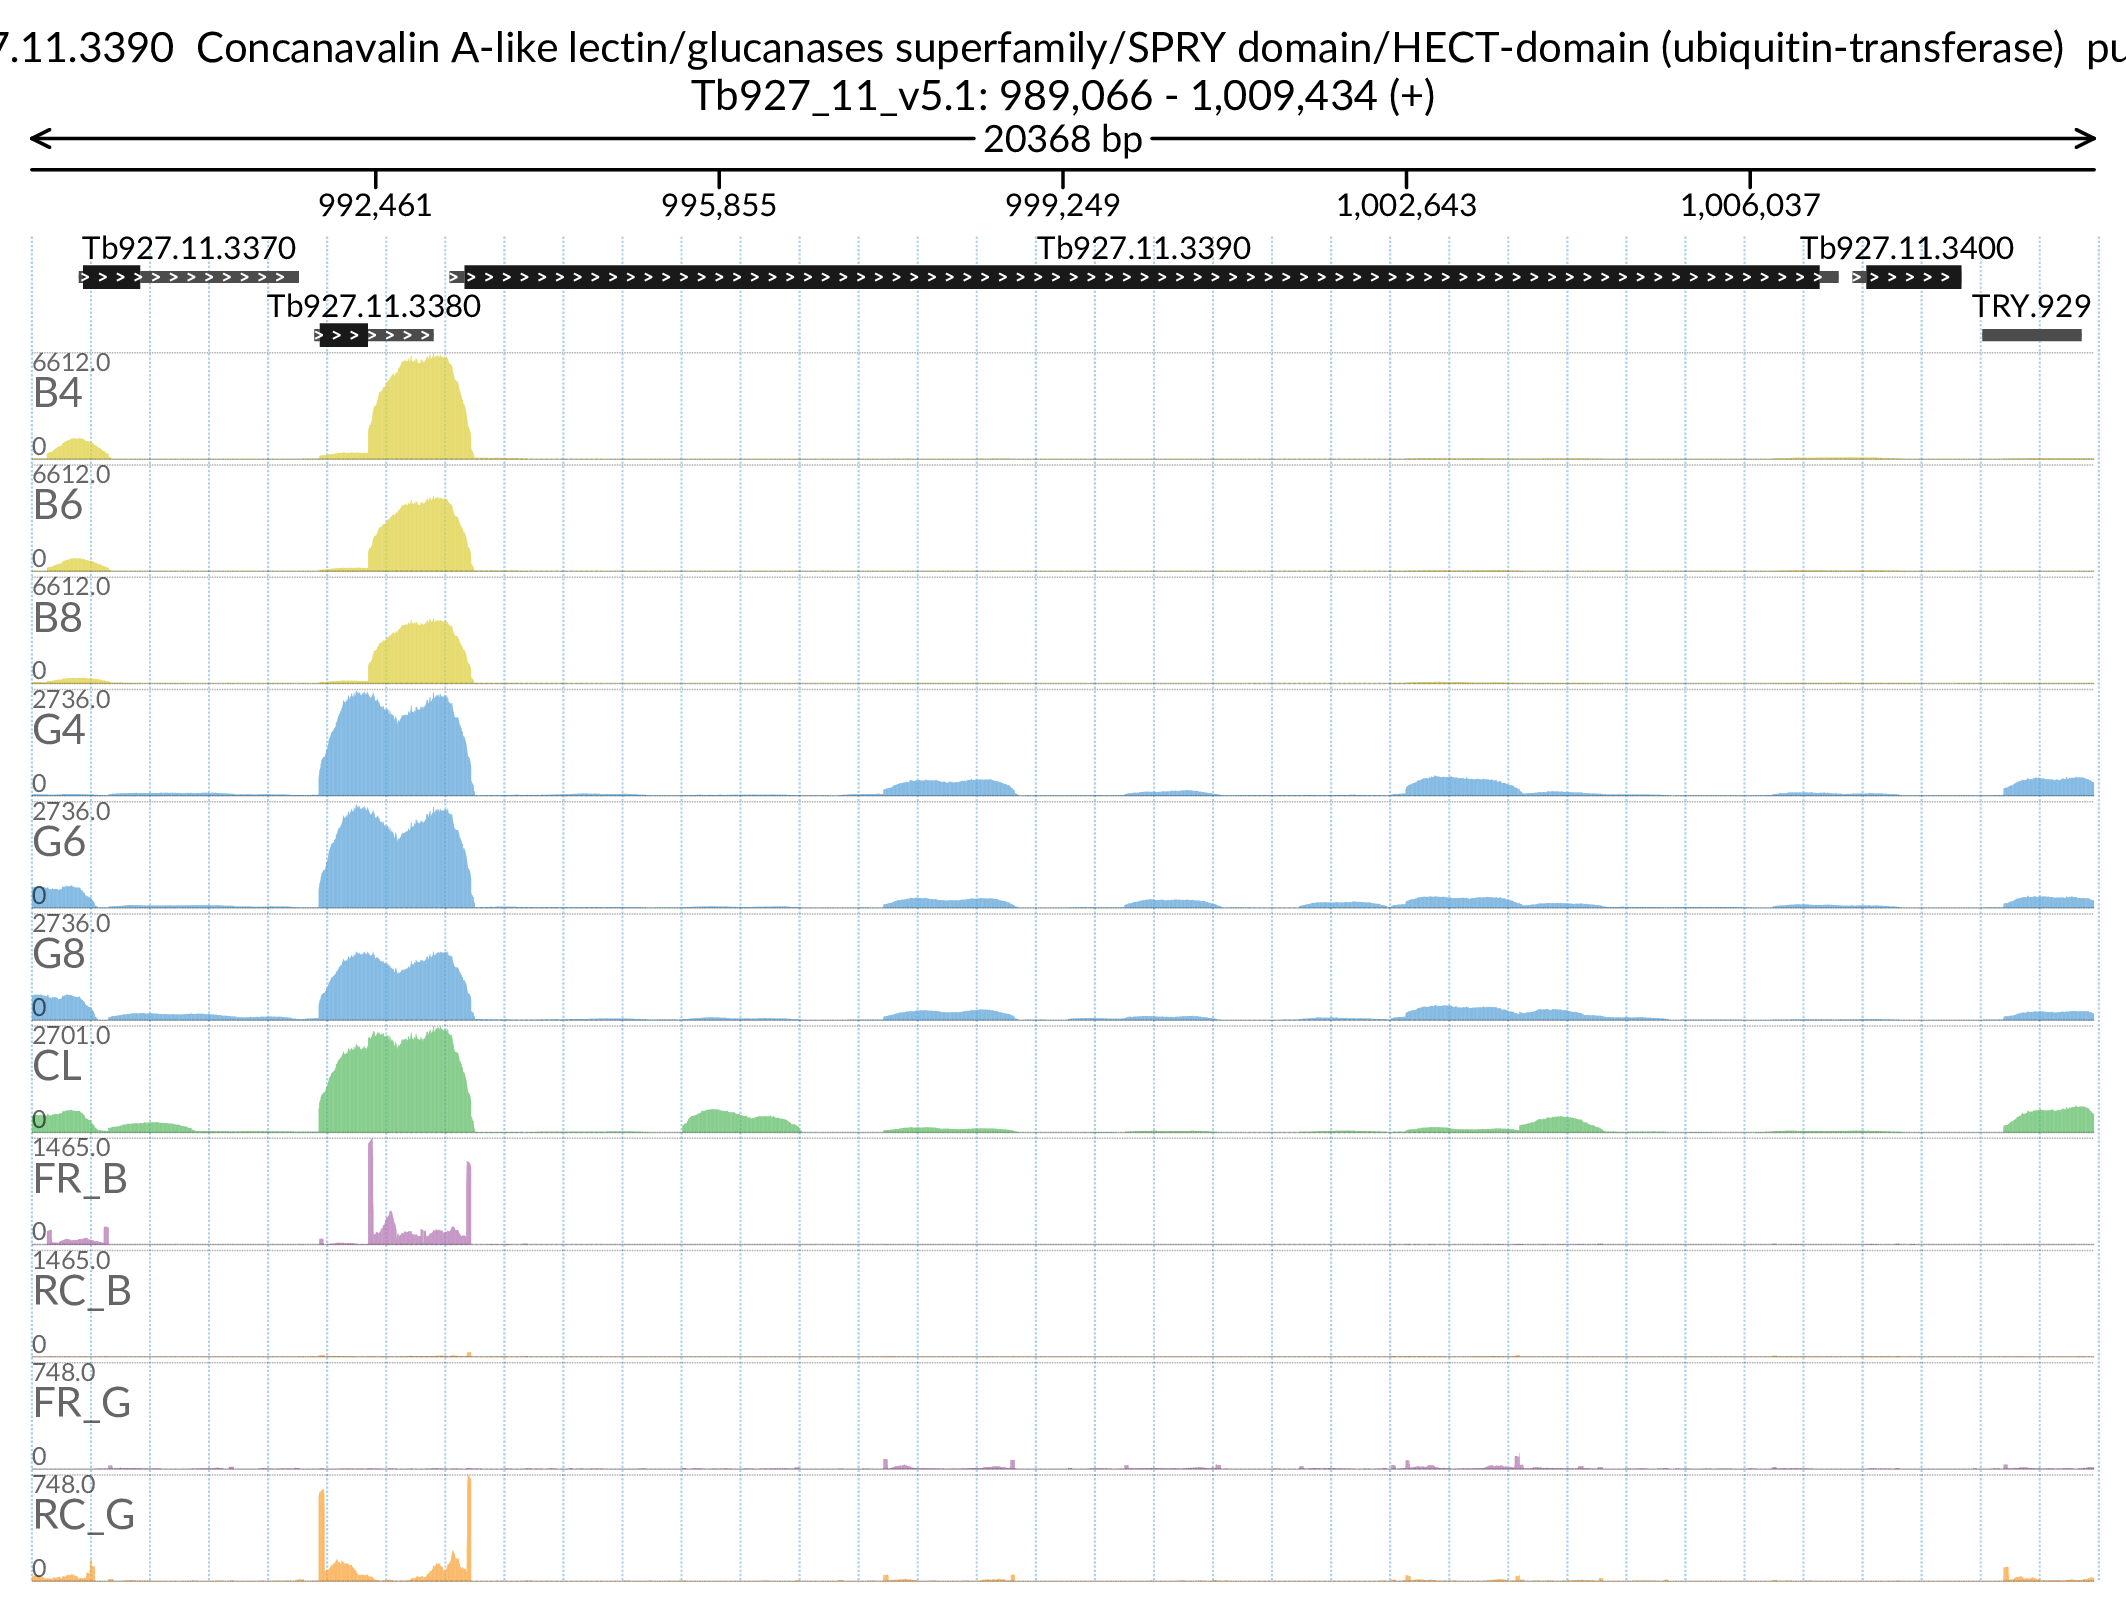 7.11.3390 Concanavalin A-like lectin/glucanases superfamily/SPRY domain/HECT-domain (ubiquitin-transferase) pu
Tb927_11_v5.1: 989,066 - 1,009,434 (+)
20368 bp
992,461 995,855 999,249 1,002,643 1,006,037
Tb927.11.3370 Tb927.11.3390 Tb927.11.3400
Tb927.11.3380 TRY.929
6612.0
B4
0
6612.0
B6
0
6612.0
B8
0
2736.0
G4
0
2736.0
G6
0
2736.0
G8
0
2701.0
CL
0
1465.0
FR_B
0
1465.0
RC_B
0
748.0
FR_G
0
748.0
RC_G
0